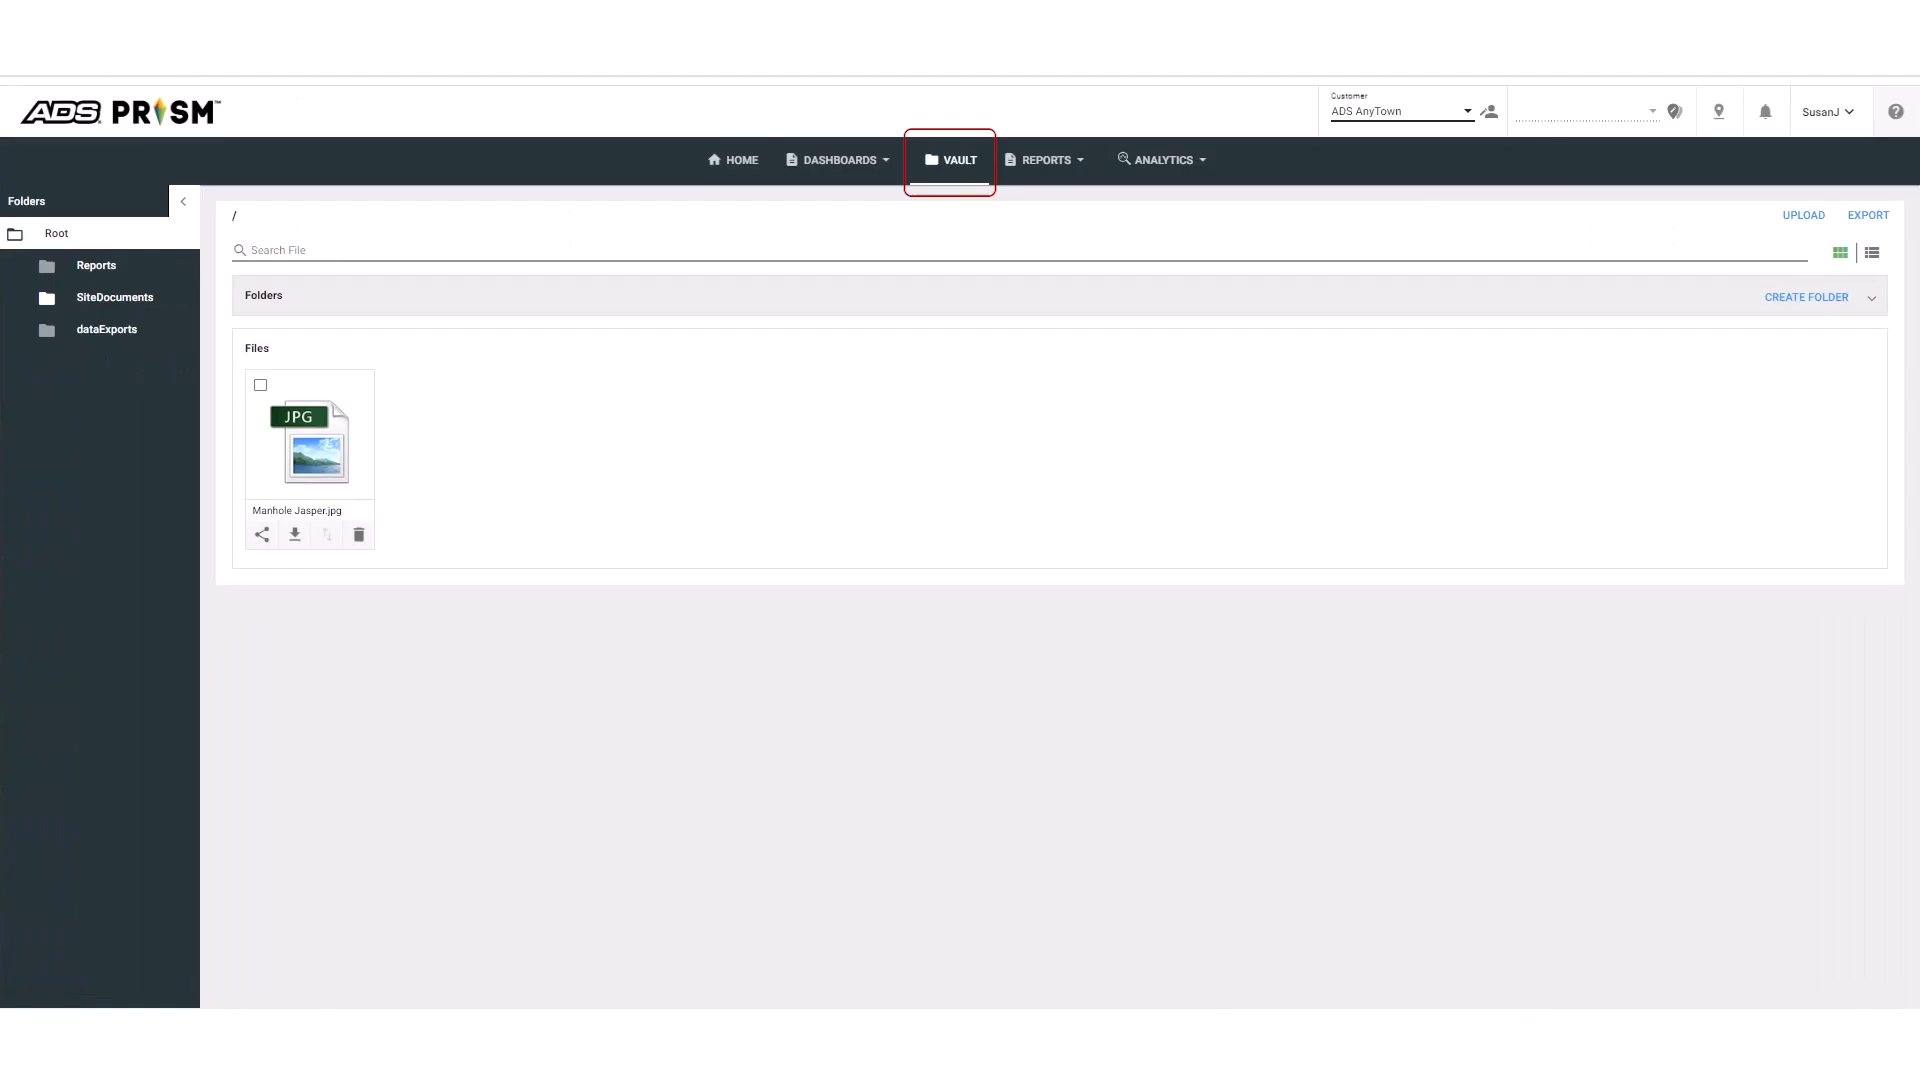 ADS PRISM™
Customer
ADS AnyTown
SusanJ
HOME
DASHBOARDS
VAULT
REPORTS
ANALYTICS
Folders
Root
Reports
SiteDocuments
dataExports
/
UPLOAD
EXPORT
Search File
Folders
CREATE FOLDER
Files
JPG
Manhole Jasper.jpg